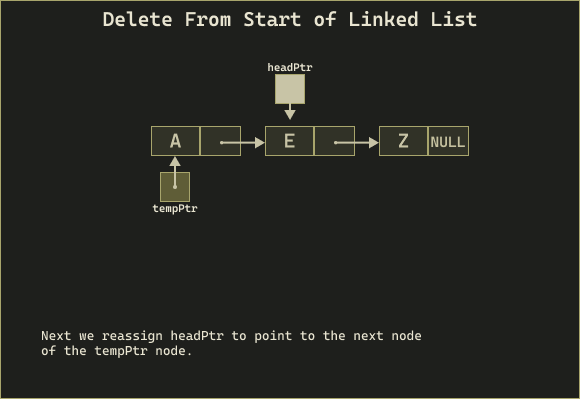 Delete From Start of Linked List
headPtr
A
E
Z
NULL
tempPtr
Next we reassign headPtr to point to the next node
of the tempPtr node.